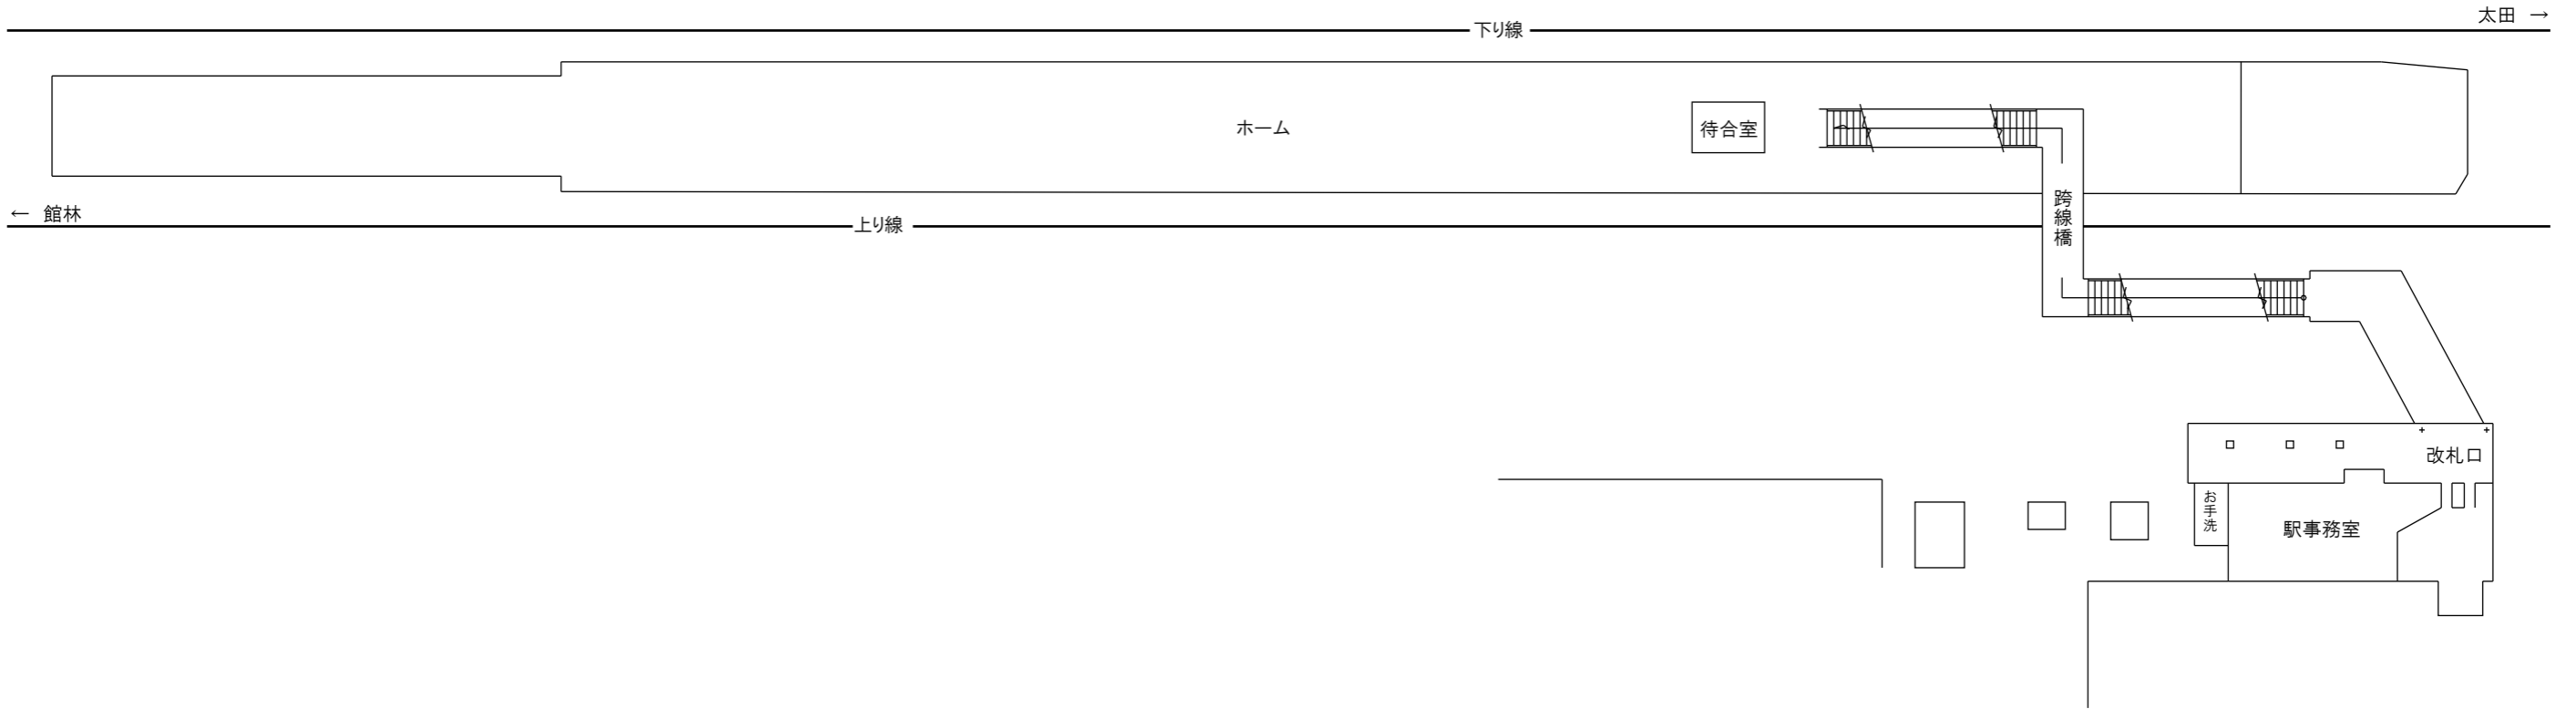 太田 →
下り線
ホーム
待合室
跨線橋
← 館林
上り線
改札口
お手洗
駅事務室